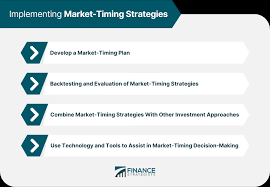 Implementing Market-Timing Strategies
Develop a Market-Timing Plan
Backtesting and Evaluation of Market-Timing Strategies
Combine Market-Timing Strategies With Other Investment Approaches
Use Technology and Tools to Assist in Market-Timing Decision-Making
FINANCE
STRATEGISTS